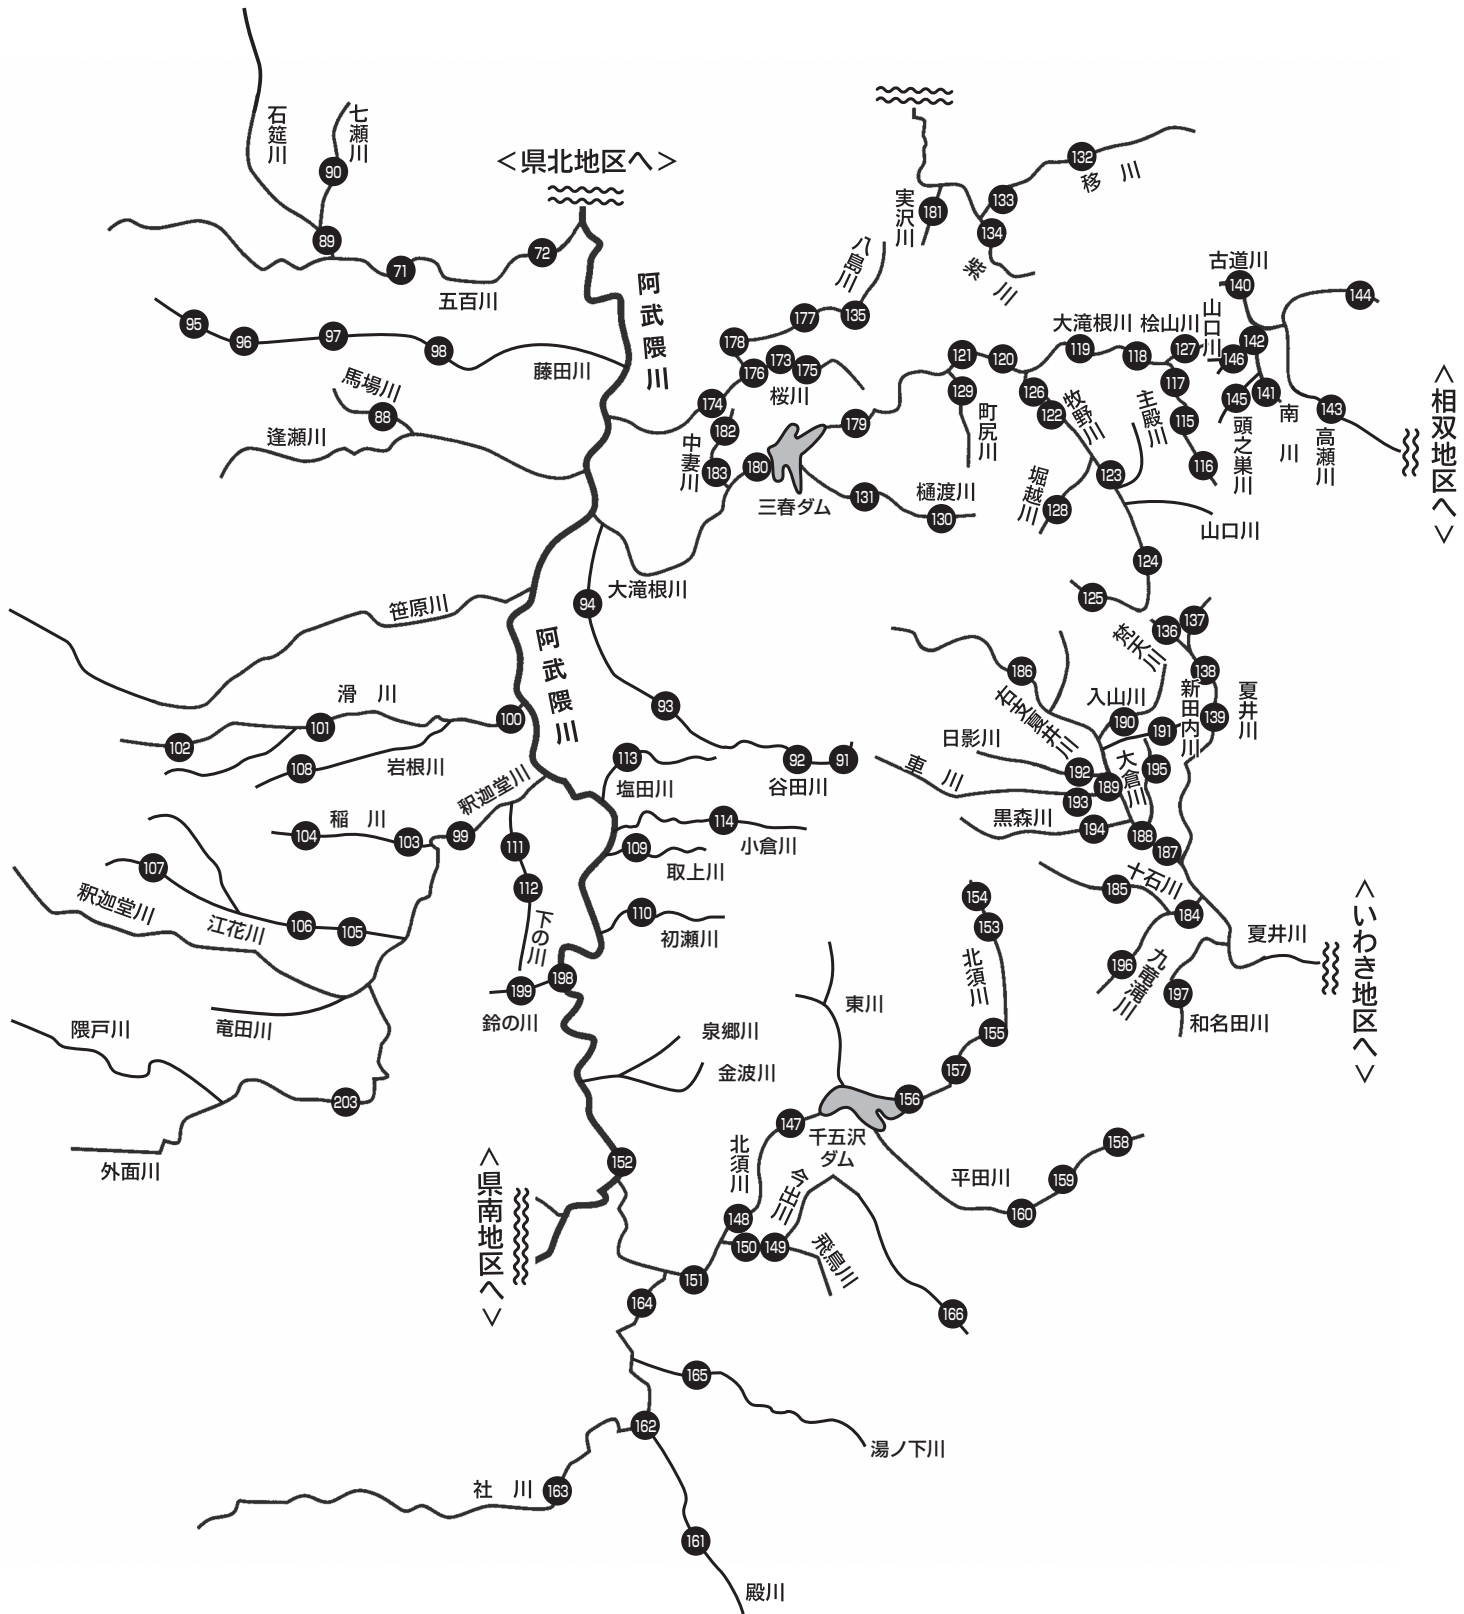 石筵川
七瀬川
90
89
71
72
五百川
＜県北地区へ＞
阿武隈川
95
96
97
98
藤田川
馬場川
88
逢瀬川
実沢川
181
132
133
134
移　川
紫　川
八島川
177
135
178
173
175
176
桜川
174
182
中妻川
183
180
三春ダム
179
131
樋渡川
130
121
120
129
町尻川
大滝根川
119
118
桧山川
127
117
115
116
主殿川
126
122
牧野川
123
堀越川
128
山口川
124
125
古道川
140
山口川
142
146
145
141
頭之巣川
南　川
143
高瀬川
144
＜相双地区へ＞
大滝根川
94
93
92
91
谷田川
笹原川
阿武隈川
滑　川
100
101
102
108
岩根川
釈迦堂川
稲　川
104
103
99
111
112
下の川
113
塩田川
114
小倉川
109
取上川
110
初瀬川
107
釈迦堂川
江花川
106
105
竜田川
隈戸川
203
外面川
198
199
鈴の川
泉郷川
金波川
152
＜県南地区へ＞
136
137
梵天川
138
139
新田内川
夏井川
186
右支夏井川
入山川
190
191
日影川
192
189
195
大倉川
車　川
193
黒森川
194
188
187
十石川
185
184
196
九竜滝川
197
和名田川
夏井川
＜いわき地区へ＞
154
153
北須川
155
157
156
東川
147
千五沢
ダム
北須川
148
150
149
今出川
飛鳥川
166
平田川
158
159
160
151
164
165
湯ノ下川
162
社　川
163
161
殿川